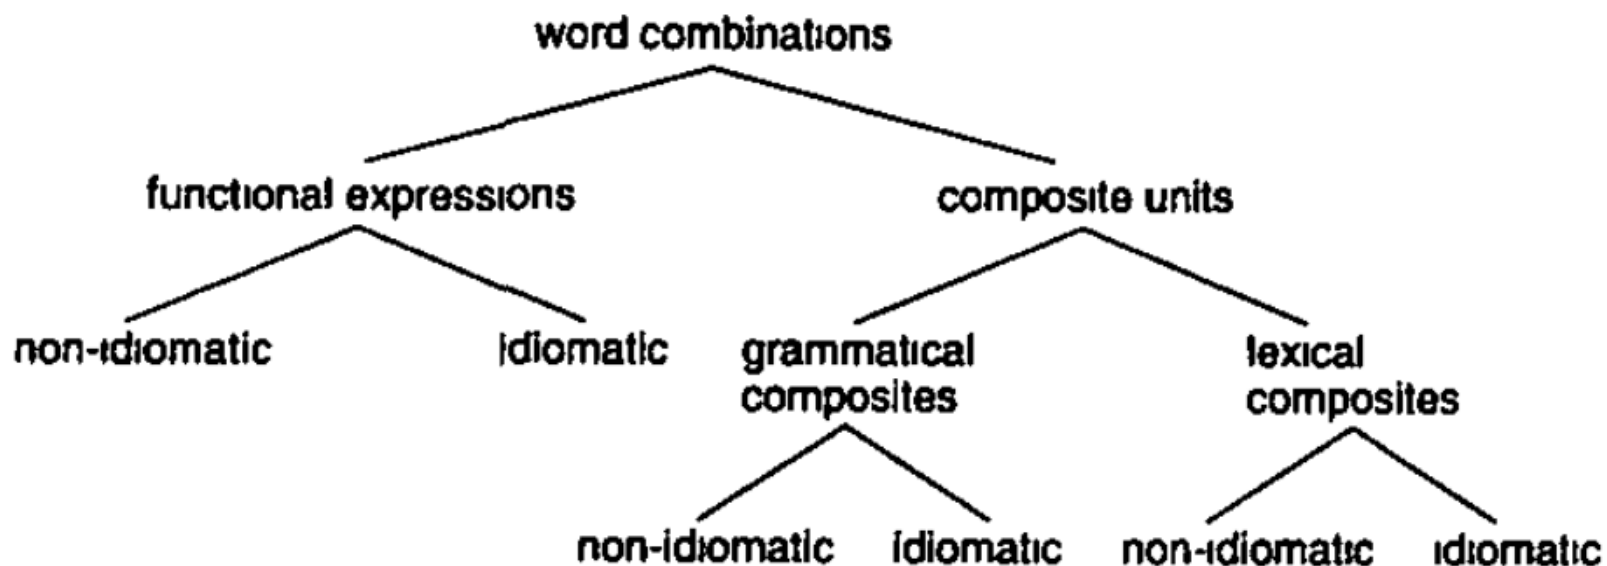 word combinations
functional expressions
composite units
non-idiomatic
idiomatic
grammatical
composites
lexical
composites
non-idiomatic
idiomatic
non-idiomatic
idiomatic